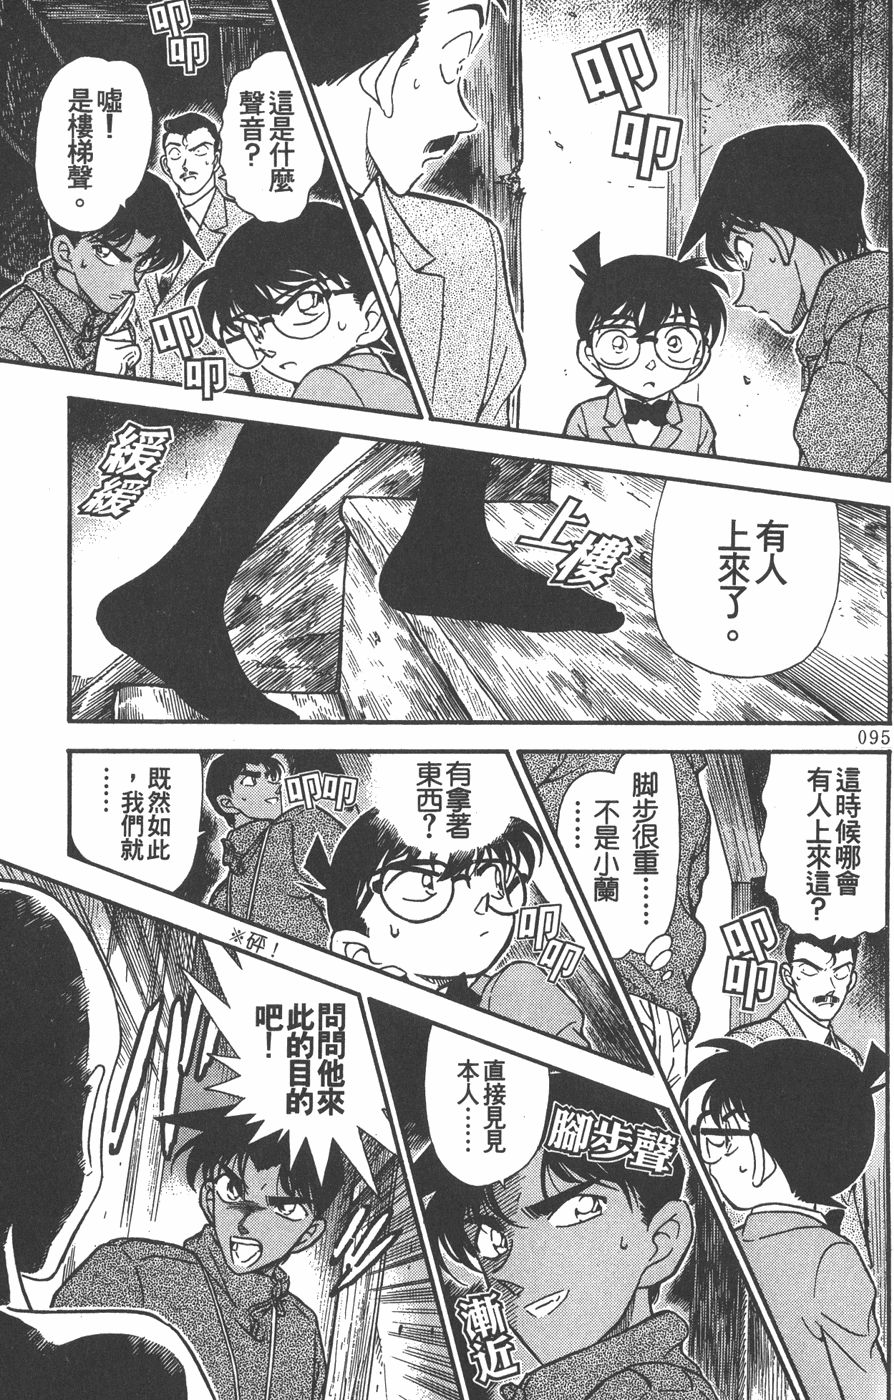 叩
叩
叩
叩
這是什麼
聲音?
噓!
是樓梯聲。
叩
叩
有人
上來了。
上樓
緩
緩
095
這時候哪會
有人上來這?
叩
叩
腳步很重……
不是小蘭
……
有拿著
東西?
叩
叩
叩叩
既然如此
，我們就
……
直接見見
本人……
腳步聲
漸近
※砰!
問問他來
此的目的
吧!